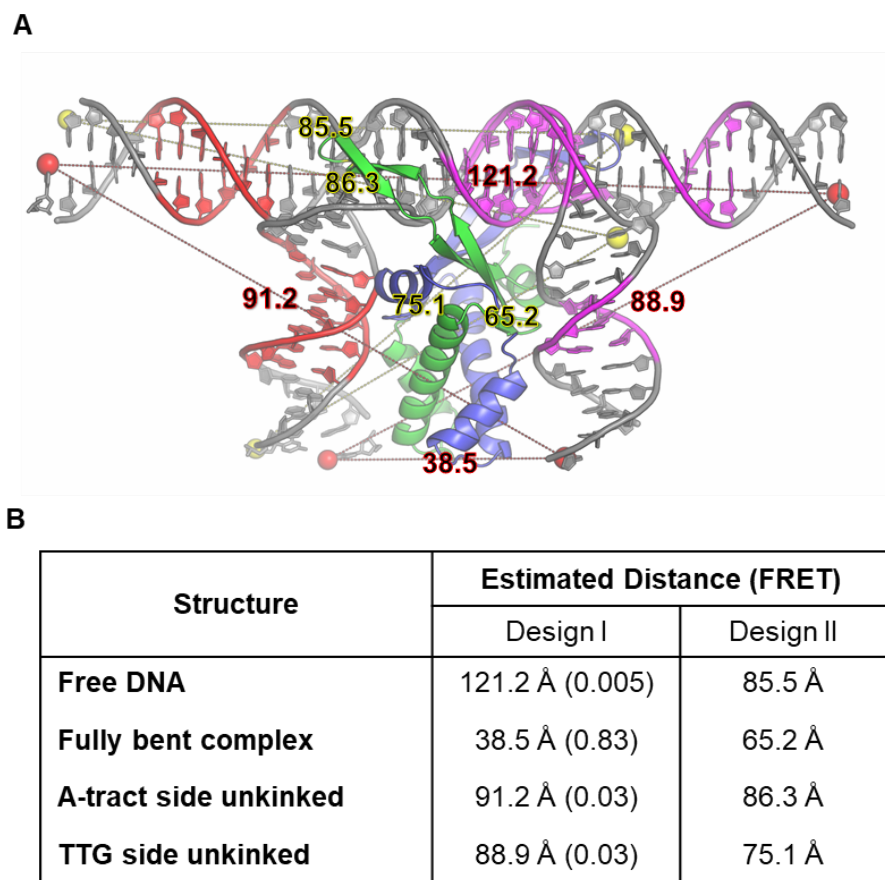 A
85.5
86.3
121.2
91.2
75.1
65.2
88.9
38.5
B
Structure
Estimated Distance (FRET)
Design I
Design II
Free DNA
121.2 Å (0.005)
85.5 Å
Fully bent complex
38.5 Å (0.83)
65.2 Å
A-tract side unkinked
91.2 Å (0.03)
86.3 Å
TTG side unkinked
88.9 Å (0.03)
75.1 Å